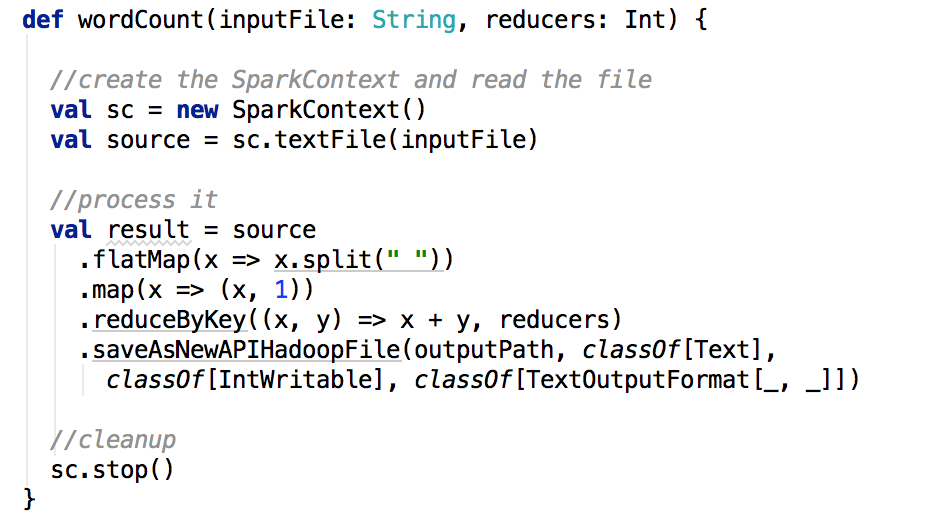 def wordCount(inputFile: String, reducers: Int) {
//create the SparkContext and read the file
val sc = new SparkContext()
val source = sc.textFile(inputFile)
//process it
val result = source
.flatMap(x => x.split(" "))
.map(x => (x, 1))
.reduceByKey((x, y) => x + y, reducers)
.saveAsNewAPIHadoopFile(outputPath, classOf[Text],
classOf[IntWritable], classOf[TextOutputFormat[_, _]])
//cleanup
sc.stop()
}